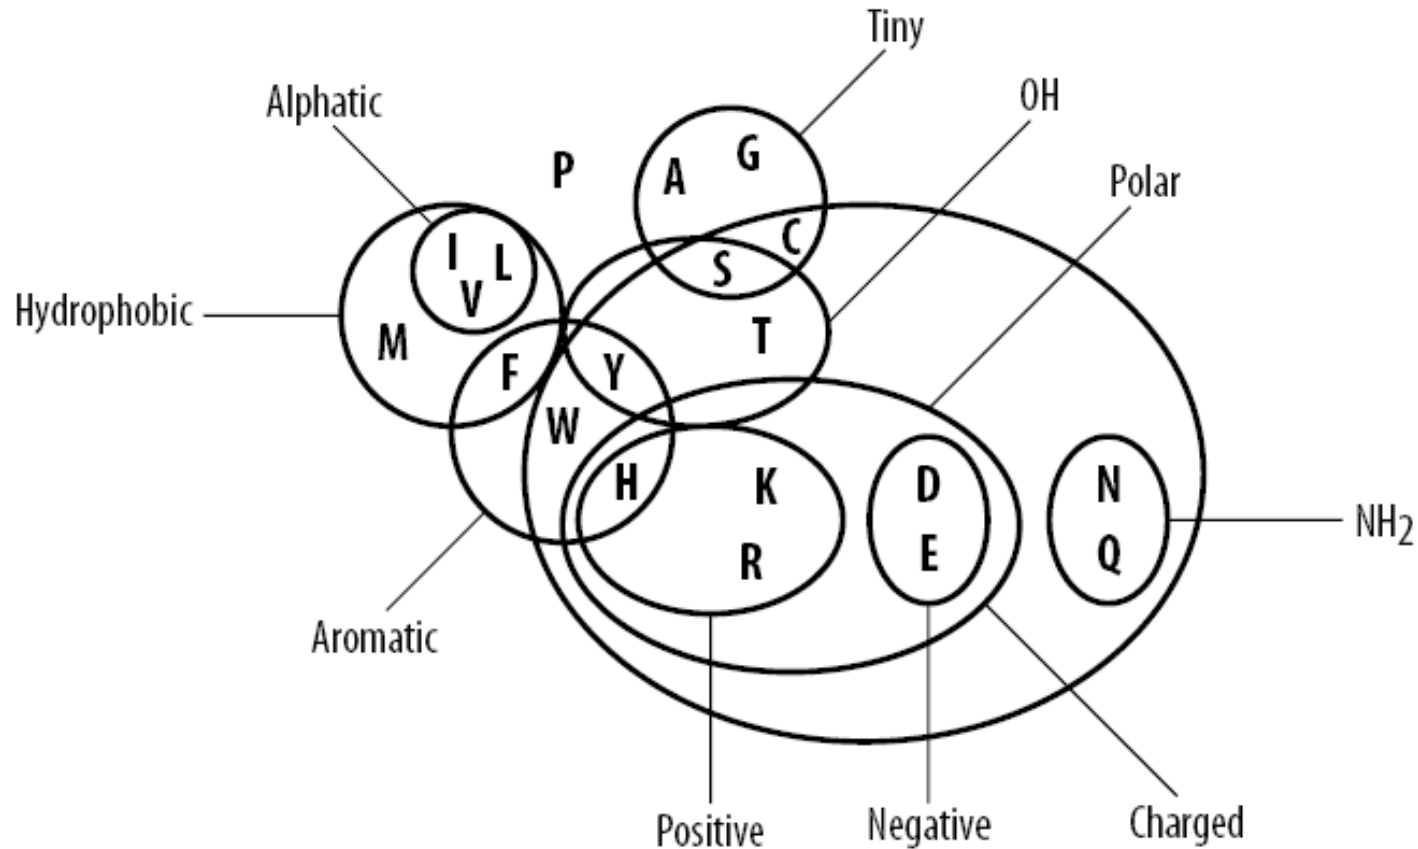 Tiny
Alphatic
OH
P
A
G
Polar
C
I
L
S
V
Hydrophobic
M
T
F
Y
W
H
K
D
N
R
E
Q
NH2
Aromatic
Positive
Negative
Charged